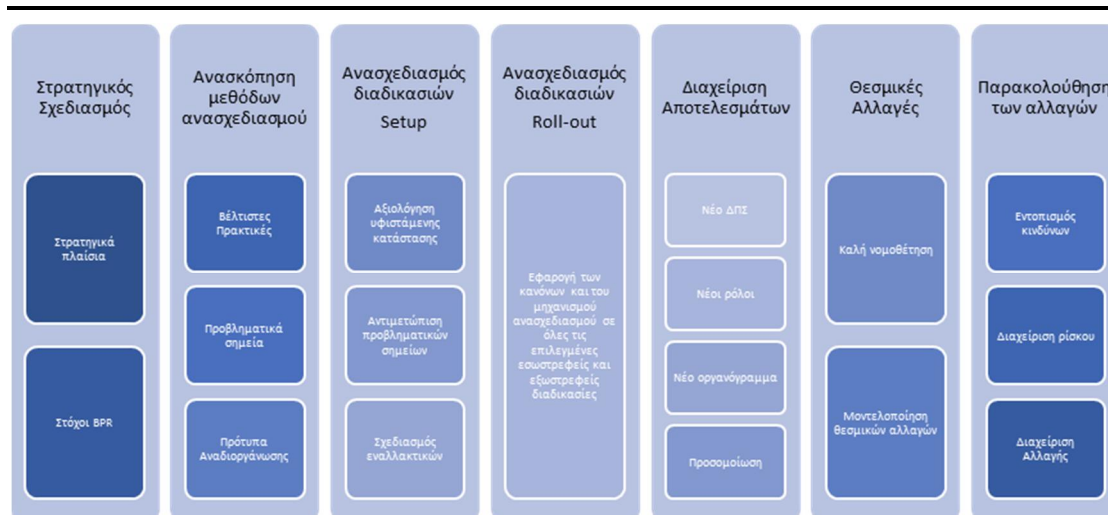 Στρατηγικός
Σχεδιασμός
Στρατηγικά
πλαίσια
Στόχοι BPR
Ανασκόπηση
μεθόδων
ανασχεδιασμού
Βέλτιστες
Πρακτικές
Προβληματικά
σημεία
Πρότυπα
Αναδιοργάνωσης
Ανασχεδιασμός
διαδικασιών
Setup
Αξιολόγηση
υφιστάμενης
κατάστασης
Αντιμετώπιση
προβληματικών
σημείων
Σχεδιασμός
εναλλακτικών
Ανασχεδιασμός
διαδικασιών
Roll-out
Εφαρογή των
κανόνων και του
μηχανισμού
ανασχεδιασμού σε
όλες τις
επιλεγμένες
εσωστρεφείς και
εξωστρεφείς
διαδικασίες
Διαχείριση
Αποτελεσμάτων
Νέο ΔΠΣ
Νέοι ρόλοι
Νέο οργανόγραμμα
Προσομοίωση
Θεσμικές
Αλλαγές
Καλή νομοθέτηση
Μοντελοποίηση
θεσμικών αλλαγών
Παρακολούθηση
των αλλαγών
Εντοπισμός
κινδύνων
Διαχείριση ρίσκου
Διαχείριση
Αλλαγής